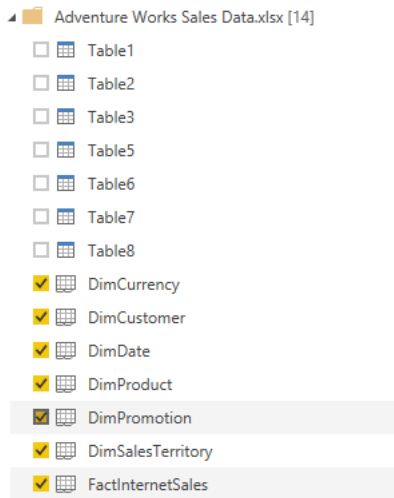 Adventure Works Sales Data.xlsx [14]
Table1
Table2
Table3
Table5
Table6
Table7
Table8
DimCurrency
DimCustomer
DimDate
DimProduct
DimPromotion
DimSalesTerritory
FactInternetSales